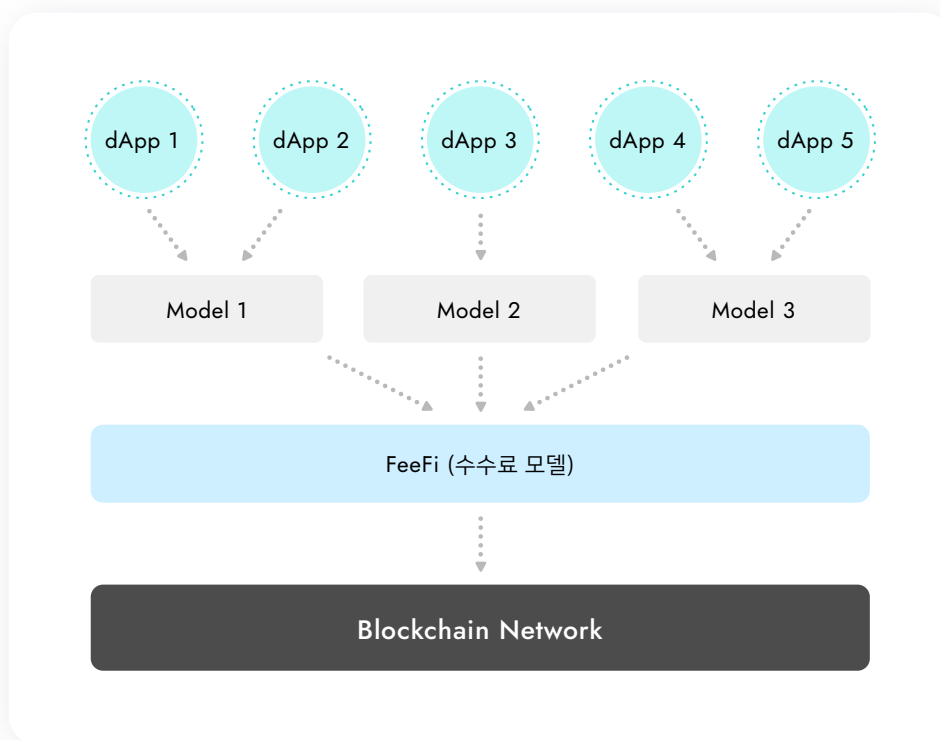 dApp 1
dApp 2
dApp 3
dApp 4
dApp 5
Model 1
Model 2
Model 3
FeeFi (수수료 모델)
Blockchain Network